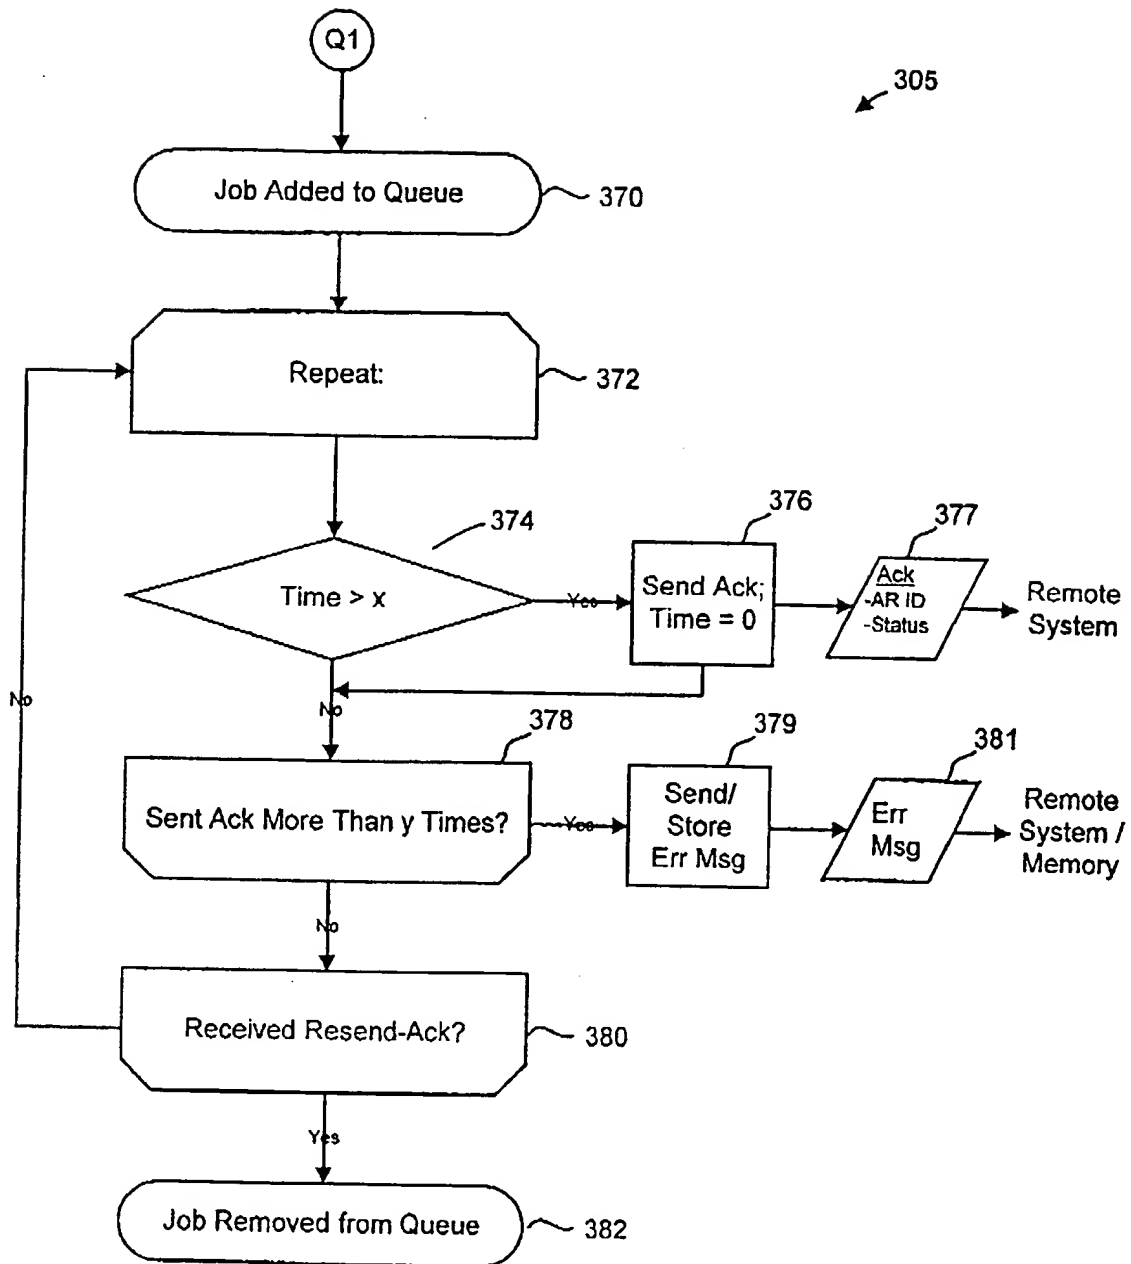 Q1
305
Job Added to Queue
370
Repeat:
372
374
376
377
Time > x
Yes
Send Ack;
Time = 0
Ack
-AR ID
-Status
Remote
System
No
No
378
379
381
Sent Ack More Than y Times?
Yes
Send/
Store
Err Msg
Err
Msg
Remote
System /
Memory
No
Received Resend-Ack?
380
Yes
Job Removed from Queue
382